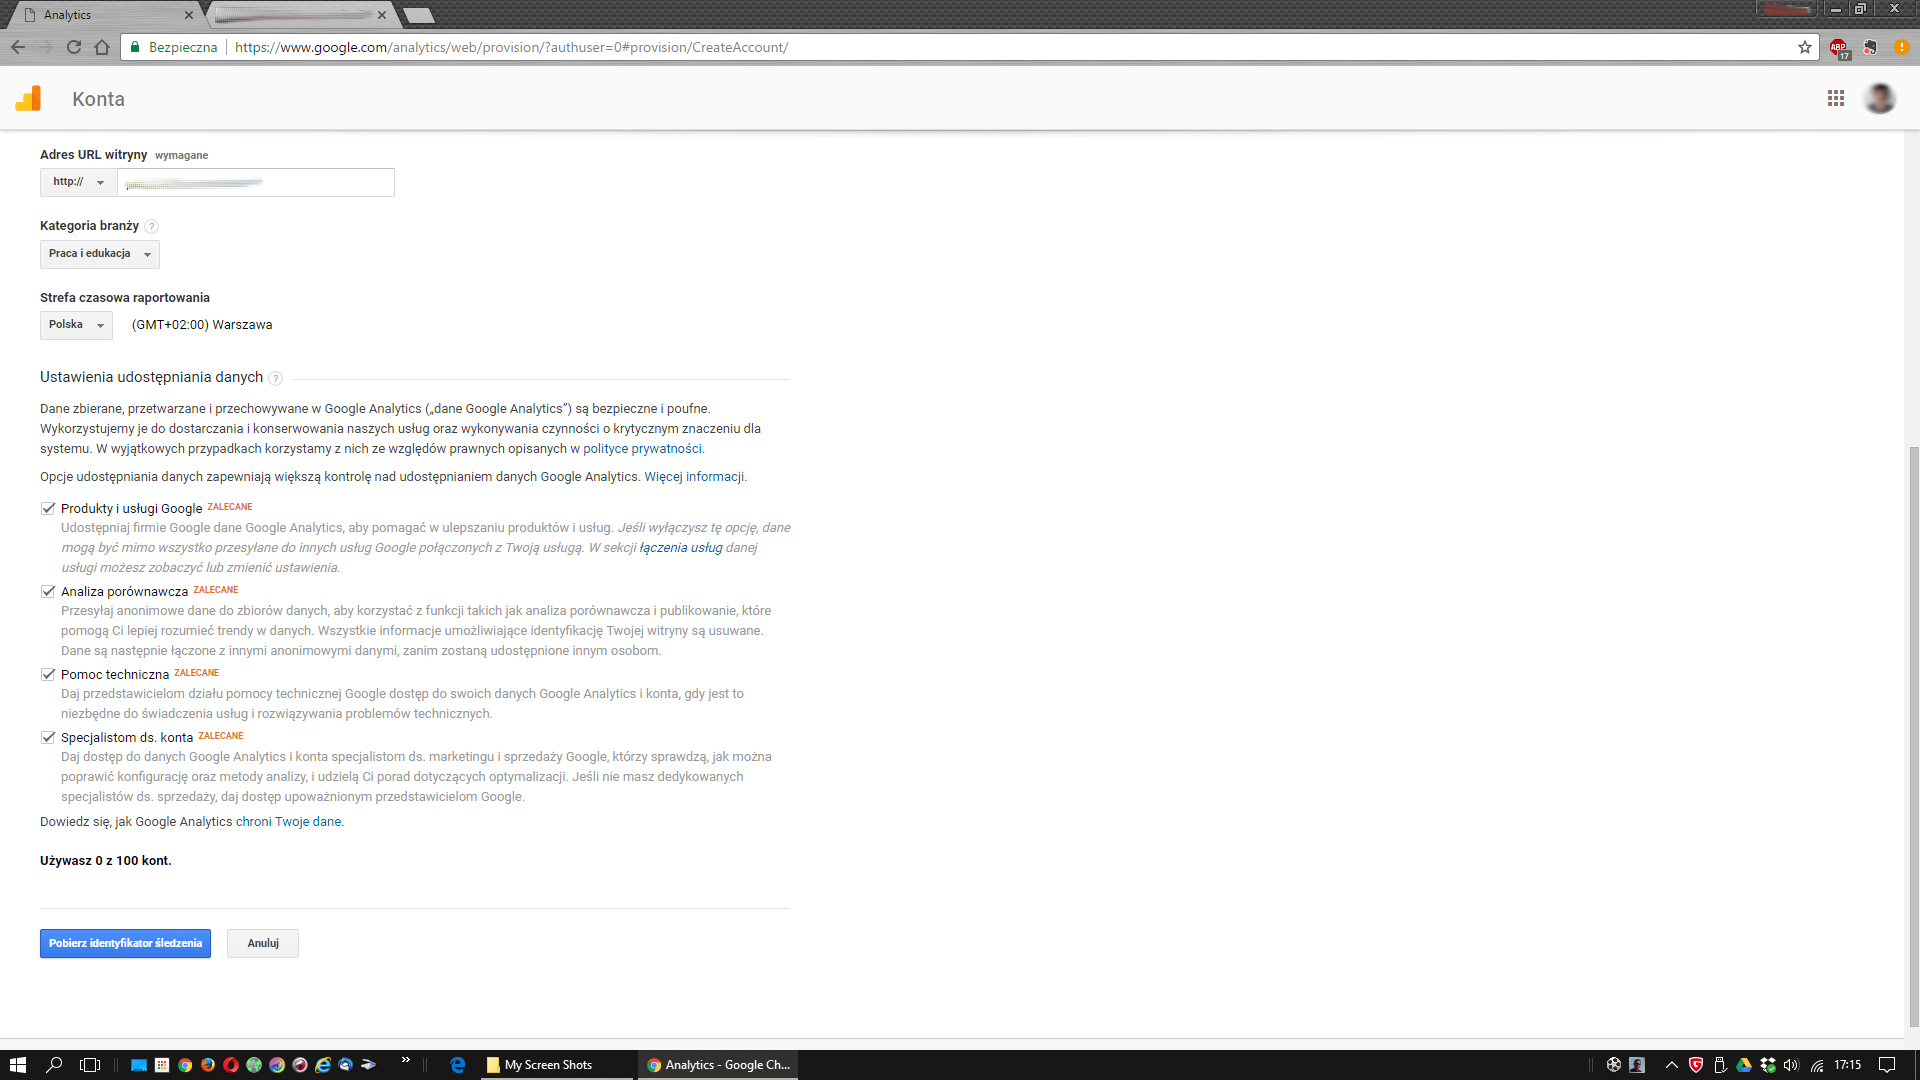 Analytics
Bezpieczna https://www.google.com/analytics/web/provision/?authuser=0#provision/CreateAccount/
ABP
17
Konta
Adres URL witryny wymagane
http://
Kategoria branży ?
Praca i edukacja
Strefa czasowa raportowania
Polska (GMT+02:00) Warszawa
Ustawienia udostępniania danych ?
Dane zbierane, przetwarzane i przechowywane w Google Analytics („dane Google Analytics”) są bezpieczne i poufne.
Wykorzystujemy je do dostarczania i konserwowania naszych usług oraz wykonywania czynności o krytycznym znaczeniu dla
systemu. W wyjątkowych przypadkach korzystamy z nich ze względów prawnych opisanych w polityce prywatności.
Opcje udostępniania danych zapewniają większą kontrolę nad udostępnianiem danych Google Analytics. Więcej informacji.
Produkty i usługi Google ZALECANE
Udostępniaj firmie Google dane Google Analytics, aby pomagać w ulepszaniu produktów i usług. Jeśli wyłączysz tę opcję, dane
mogą być mimo wszystko przesyłane do innych usług Google połączonych z Twoją usługą. W sekcji łączenia usług danej
usługi możesz zobaczyć lub zmienić ustawienia.
Analiza porównawcza ZALECANE
Przesyłaj anonimowe dane do zbiorów danych, aby korzystać z funkcji takich jak analiza porównawcza i publikowanie, które
pomogą Ci lepiej rozumieć trendy w danych. Wszystkie informacje umożliwiające identyfikację Twojej witryny są usuwane.
Dane są następnie łączone z innymi anonimowymi danymi, zanim zostaną udostępnione innym osobom.
Pomoc techniczna ZALECANE
Daj przedstawicielom działu pomocy technicznej Google dostęp do swoich danych Google Analytics i konta, gdy jest to
niezbędne do świadczenia usług i rozwiązywania problemów technicznych.
Specjalistom ds. konta ZALECANE
Daj dostęp do danych Google Analytics i konta specjalistom ds. marketingu i sprzedaży Google, którzy sprawdzą, jak można
poprawić konfigurację oraz metody analizy, i udzielą Ci porad dotyczących optymalizacji. Jeśli nie masz dedykowanych
specjalistów ds. sprzedaży, daj dostęp upoważnionym przedstawicielom Google.
Dowiedz się, jak Google Analytics chroni Twoje dane.
Używasz 0 z 100 kont.
Pobierz identyfikator śledzenia Anuluj
My Screen Shots Analytics - Google Ch... 17:15